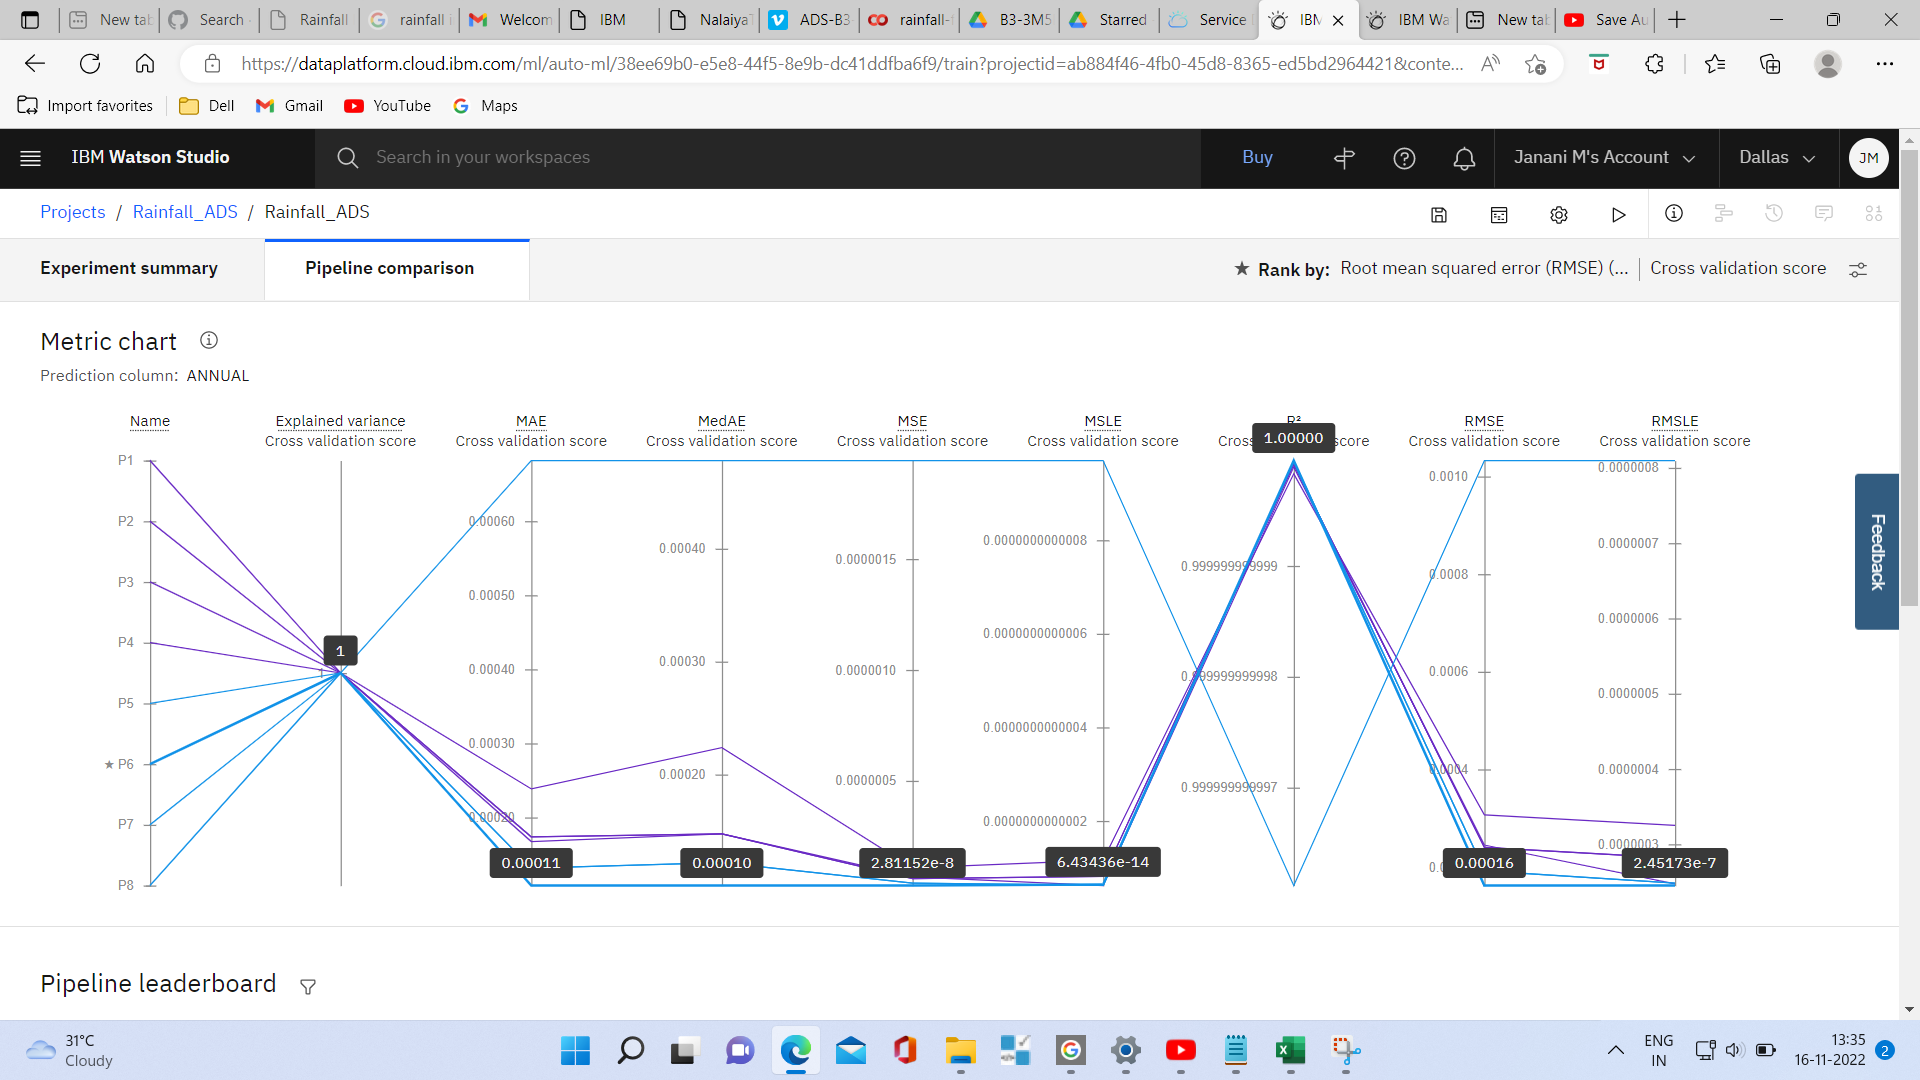 New tab
Search
Rainfall
rainfall i
Welcom
IBM
Nalaiya
ADS-B3
rainfall-
B3-3M5
Starred
Service
IBM
IBM Wa
New tab
Save Au
https://dataplatform.cloud.ibm.com/ml/auto-ml/38ee69b0-e5e8-44f5-8e9b-dc41ddfba6f9/train?projectid=ab884f46-4fb0-45d8-8365-ed5bd2964421&conte...
Import favorites Dell Gmail YouTube Maps
IBM Watson Studio Search in your workspaces Buy Janani M's Account Dallas JM
Projects / Rainfall_ADS / Rainfall_ADS
Experiment summary Pipeline comparison ★ Rank by: Root mean squared error (RMSE) (... Cross validation score
Metric chart
Prediction column: ANNUAL
Name Explained variance MAE MedAE MSE MSLE R² RMSE RMSLE
Cross validation score Cross validation score Cross validation score Cross validation score Cross validation score Cros 1.00000 score Cross validation score Cross validation score
P1
P2
P3
P4
P5
★ P6
P7
P8
1
1
0.00060
0.00050
0.00040
0.00030
0.00020
0.00011
0.00040
0.00030
0.00020
0.00010
0.0000015
0.0000010
0.0000005
2.81152e-8
0.0000000000008
0.0000000000006
0.0000000000004
0.0000000000002
6.43436e-14
0.999999999999
0.999999999998
0.999999999997
0.0010
0.0008
0.0006
0.0004
0.00016
0.0000008
0.0000007
0.0000006
0.0000005
0.0000004
0.0000003
2.45173e-7
Feedback
Pipeline leaderboard
31°C
Cloudy
ENG
IN
13:35
16-11-2022
2